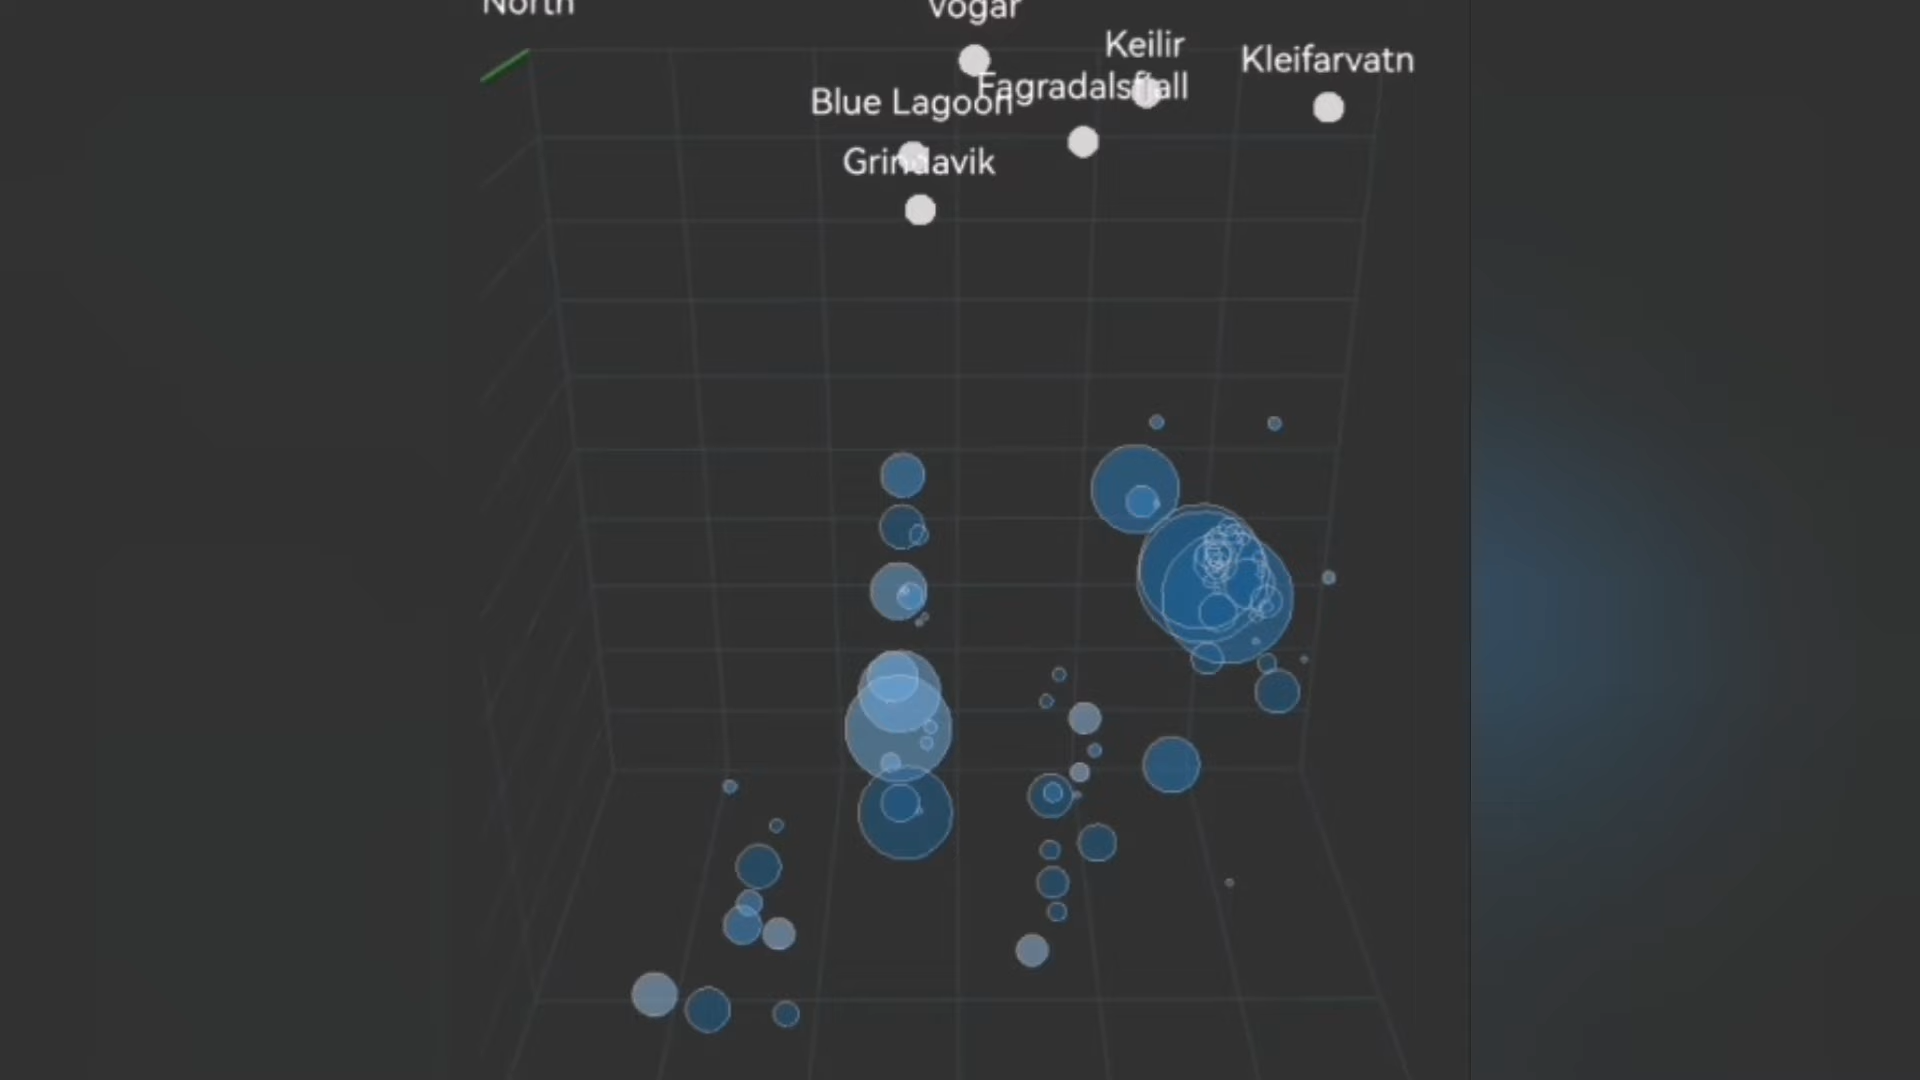 North
Vogar
Keilir
Kleifarvatn
Fagradalsfjall
Blue Lagoon
Grindavik